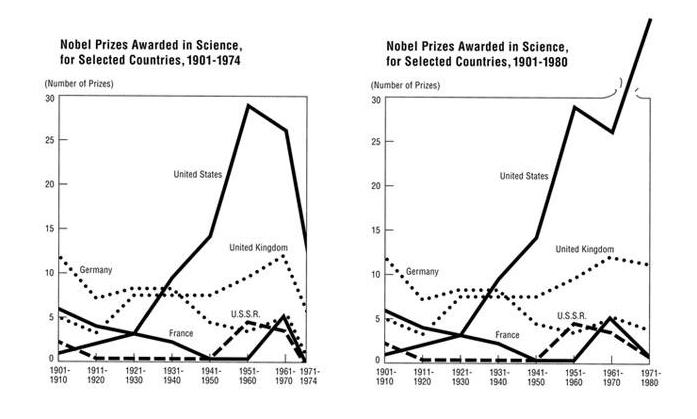 Nobel Prizes Awarded in Science,
for Selected Countries, 1901-1974
(Number of Prizes)
30
25
20
15
10
5
0
United States
United Kingdom
Germany
U.S.S.R.
France
1901-
1910
1911-
1920
1921-
1930
1931-
1940
1941-
1950
1951-
1960
1961-
1970
1971-
1974
Nobel Prizes Awarded in Science,
for Selected Countries, 1901-1980
(Number of Prizes)
30
25
20
15
10
5
0
United States
United Kingdom
Germany
U.S.S.R.
France
1901-
1910
1911-
1920
1921-
1930
1931-
1940
1941-
1950
1951-
1960
1961-
1970
1971-
1980